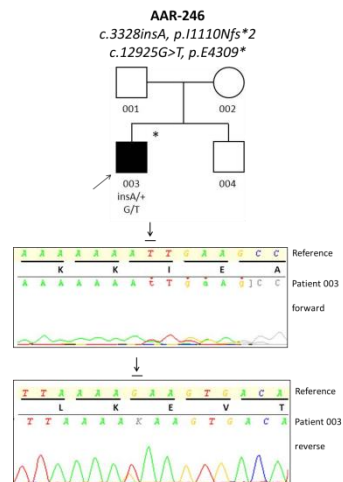 AAR-246
c.3328insA, p.I1110Nfs*2
c.12925G>T, p.E4309*
001 002
*
003 004
insA/+
G/T
A A A A A A T T G A A G C C Reference
K K I E A
A A A A A A A t T g a a g C C Patient 003
forward
T T A A A A G A A G T G A C A Reference
L K E V T
T T A A A A K A A G T G A C A Patient 003
reverse